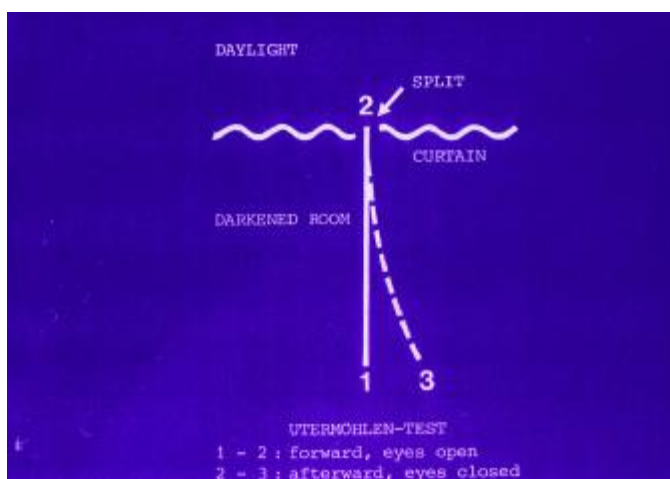 DAYLIGHT
SPLIT
2
CURTAIN
DARKENED ROOM
1
3
UTERMÖHLEN-TEST
1 - 2 : forward, eyes open
2 - 3 : afterward, eyes closed